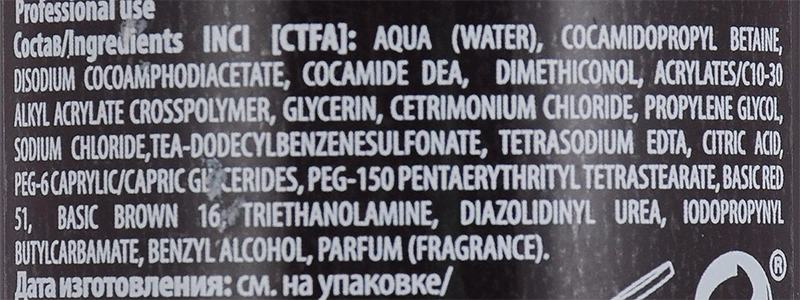 Professional use
Состав/Ingredients INCI [CTFA]: AQUA (WATER), COCAMIDOPROPYL BETAINE,
DISODIUM COCOAMPHODIACETATE, COCAMIDE DEA, DIMETHICONOL, ACRYLATES/C10-30
ALKYL ACRYLATE CROSSPOLYMER, GLYCERIN, CETRIMONIUM CHLORIDE, PROPYLENE GLYCOL,
SODIUM CHLORIDE,TEA-DODECYLBENZENESULFONATE, TETRASODIUM EDTA, CITRIC ACID,
PEG-6 CAPRYLIC/CAPRIC GLYCERIDES, PEG-150 PENTAERYTHRITYL TETRASTEARATE, BASIC RED
51, BASIC BROWN 16, TRIETHANOLAMINE, DIAZOLIDINYL UREA, IODOPROPYNYL
BUTYLCARBAMATE, BENZYL ALCOHOL, PARFUM (FRAGRANCE).
Дата изготовления: см. на упаковке/
®